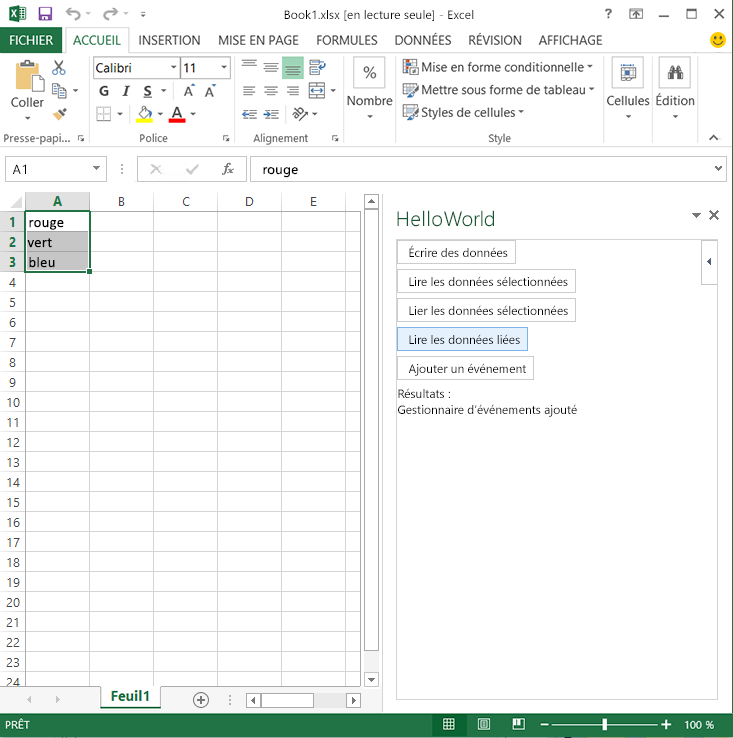 Book1.xlsx [en lecture seule] - Excel
?
FICHIER ACCUEIL INSERTION MISE EN PAGE FORMULES DONNÉES RÉVISION AFFICHAGE
Coller
Presse-papi...
Calibri 11
G I S A A
A
Police
Alignement
%
Nombre
Mise en forme conditionnelle
Mettre sous forme de tableau
Styles de cellules
Style
Cellules
Édition
A1 fx rouge
A B C D E
1 rouge
2 vert
3 bleu
4
5
6
7
8
9
10
11
12
13
14
15
16
17
18
19
20
21
22
23
24
HelloWorld
Écrire des données
Lire les données sélectionnées
Lier les données sélectionnées
Lire les données liées
Ajouter un événement
Résultats :
Gestionnaire d'événements ajouté
Feuil1
PRÊT 100 %